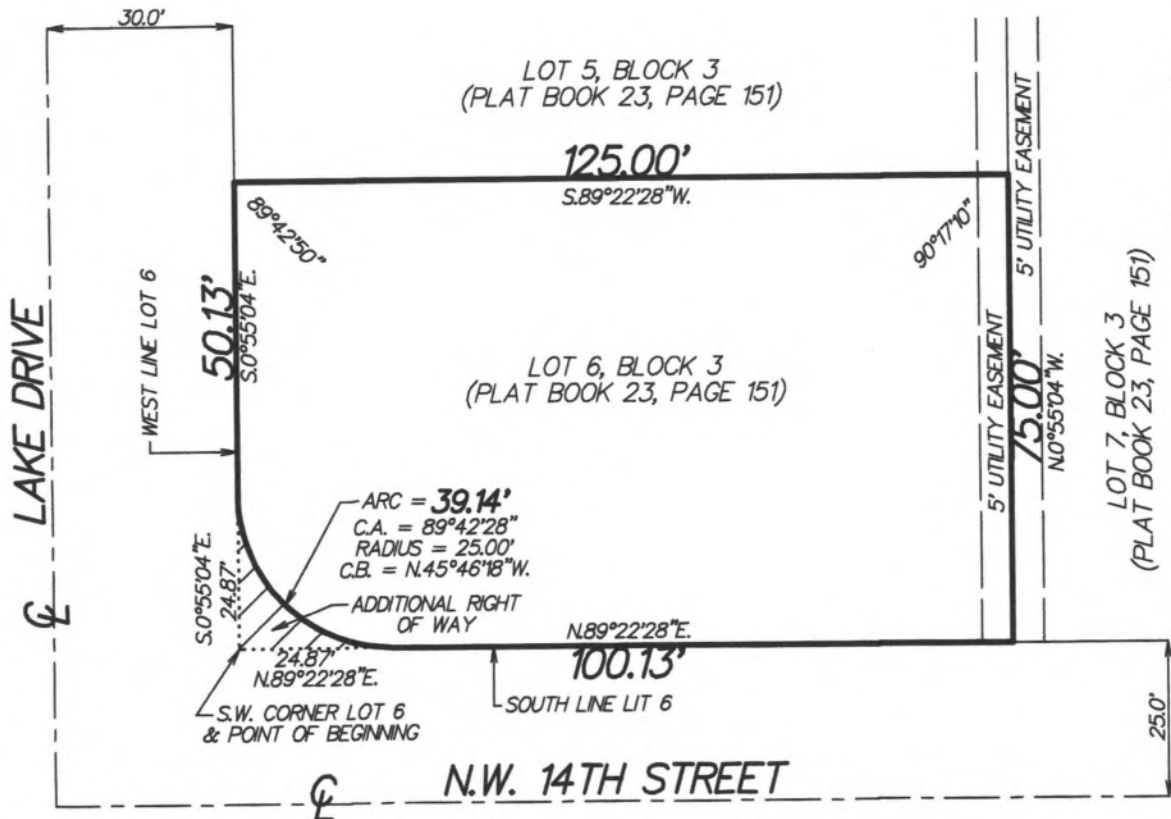 30.0'
LOT 5, BLOCK 3
(PLAT BOOK 23, PAGE 151)
125.00'
S.89°22'28"W.
5' UTILITY EASEMENT
89°42'50"
90°17'10"
WEST LINE LOT 6
50.13'
S.0°55'04"E.
LAKE DRIVE
LOT 6, BLOCK 3
(PLAT BOOK 23, PAGE 151)
5' UTILITY EASEMENT
75.00'
N.0°55'04"W.
LOT 7, BLOCK 3
(PLAT BOOK 23, PAGE 151)
ARC = 39.14'
C.A. = 89°42'28"
RADIUS = 25.00'
C.B. = N.45°46'18"W.
S.0°55'04"E.
24.87'
ADDITIONAL RIGHT
OF WAY
24.87'
N.89°22'28"E.
N.89°22'28"E.
100.13'
S.W. CORNER LOT 6
& POINT OF BEGINNING
SOUTH LINE LIT 6
25.0'
℄
℄
N.W. 14TH STREET